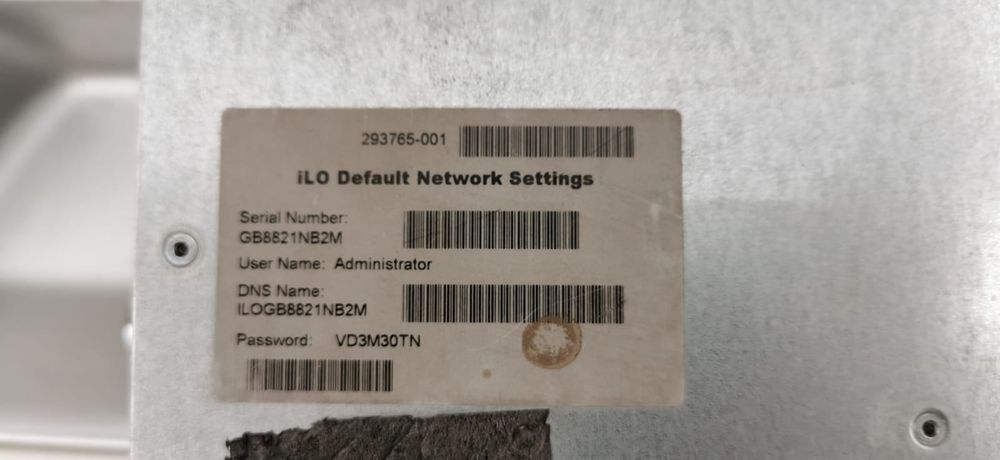 293765-001
iLO Default Network Settings
Serial Number:
GB8821NB2M
User Name: Administrator
DNS Name:
ILOGB8821NB2M
Password: VD3M30TN